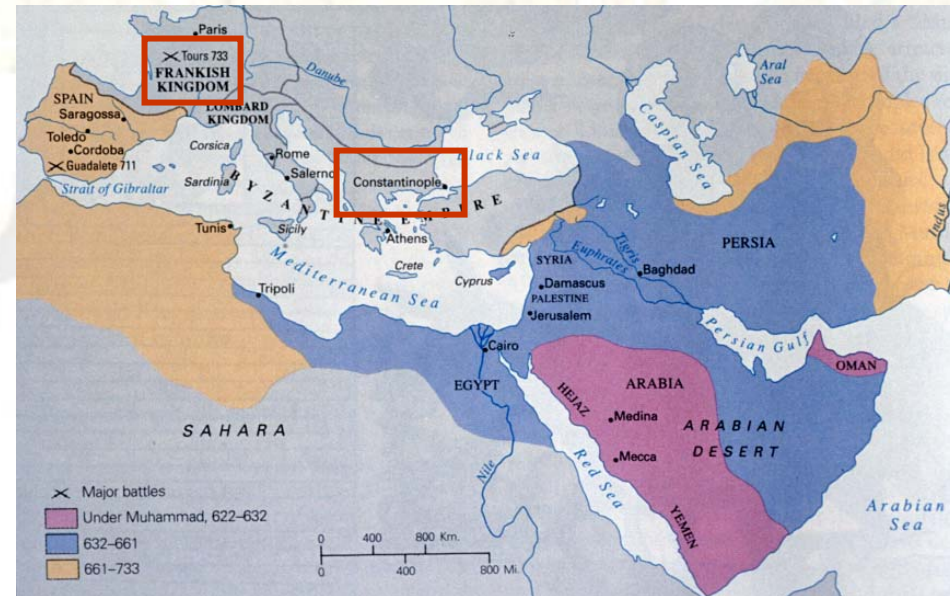 Paris
Tours 733
FRANKISH
KINGDOM
Danube
Aral
Sea
SPAIN
Saragossa
LOMBARD
KINGDOM
Caspian Sea
Toledo
Cordoba
Guadalete 711
Corsica
Rome
Black Sea
Strait of Gibraltar
Sardinia
Salerno
Constantinople
BYZANTINE EMPIRE
Indus
Tunis
Sicily
Athens
PERSIA
Mediterranean Sea
Crete
Cyprus
SYRIA
Euphrates
Tigris
Baghdad
Damascus
PALESTINE
Jerusalem
Tripoli
Persian Gulf
Cairo
OMAN
EGYPT
HEJAZ
ARABIA
Medina
ARABIAN
DESERT
SAHARA
Mecca
Nile
Red Sea
YEMEN
Arabian
Sea
Major battles
Under Muhammad, 622–632
632–661
661–733
0 400 800 Km.
0 400 800 Mi.